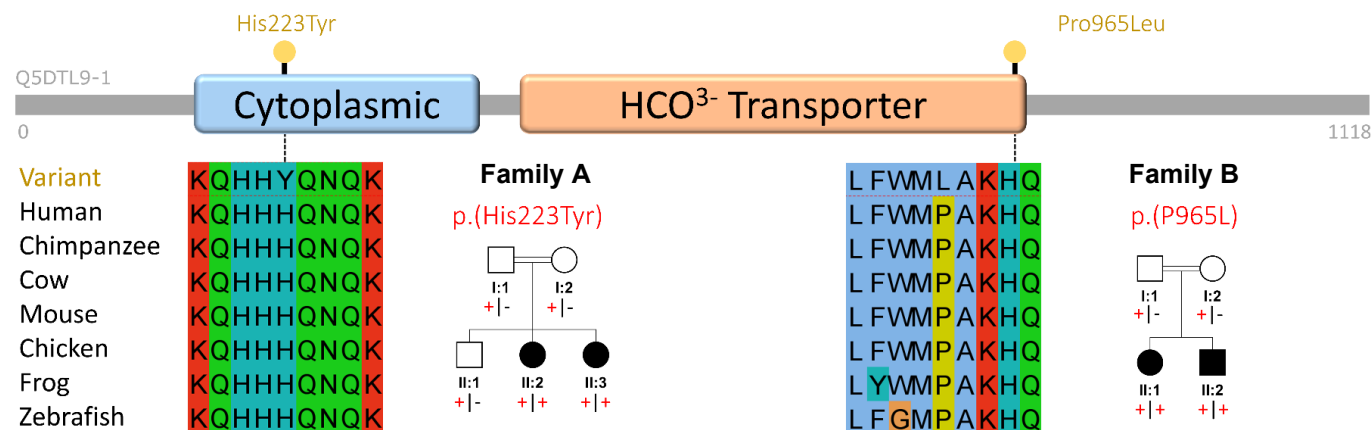 His223Tyr
Pro965Leu
Q5DTL9-1
Cytoplasmic
HCO³⁻ Transporter
0
1118
Variant
KQHHYQNQK
LFWMLAKHQ
Human
KQHHHQNQK
LFWMPAKHQ
Chimpanzee
KQHHHQNQK
LFWMPAKHQ
Cow
KQHHHQNQK
LFWMPAKHQ
Mouse
KQHHHQNQK
LFWMPAKHQ
Chicken
KQHHHQNQK
LFWMPAKHQ
Frog
KQHHHQNQK
LYWMPAKHQ
Zebrafish
KQHHHQNQK
LFGMPAKHQ
Family A
p.(His223Tyr)
I:1
I:2
+|-
+|-
II:1
II:2
II:3
+|-
+|+
+|+
Family B
p.(P965L)
I:1
I:2
+|-
+|-
II:1
II:2
+|+
+|+